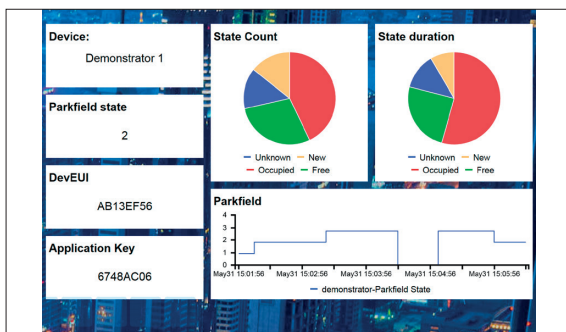 Device:
Demonstrator 1
Parkfield state
2
DevEUI
AB13EF56
Application Key
6748AC06
State Count
Unknown New
Occupied Free
State duration
Unknown New
Occupied Free
Parkfield
4
3
2
1
0
May31 15:01:56 May31 15:02:56 May31 15:03:56 May31 15:04:56 May31 15:05:56
demonstrator-Parkfield State